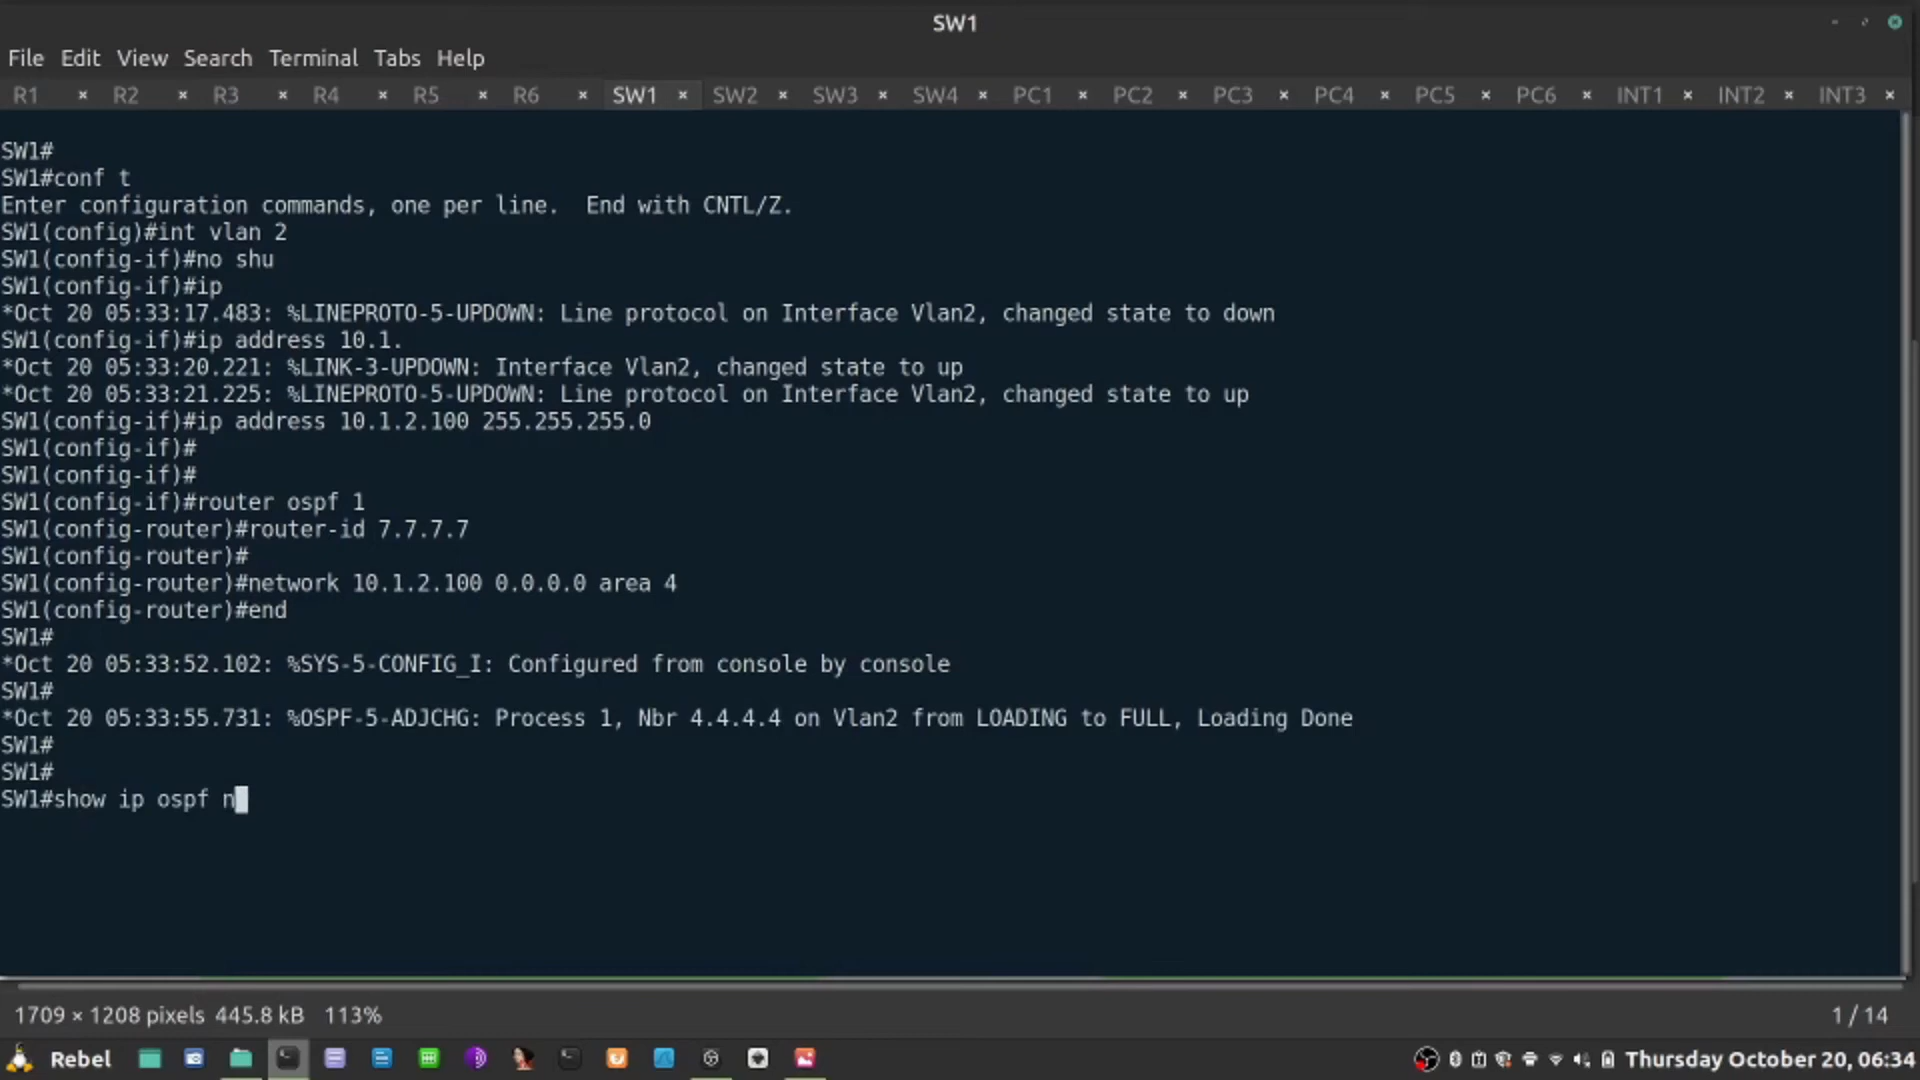 SW1
File Edit View Search Terminal Tabs Help
R1 × R2 × R3 × R4 × R5 × R6 × SW1 × SW2 × SW3 × SW4 × PC1 × PC2 × PC3 × PC4 × PC5 × PC6 × INT1 × INT2 × INT3 ×
SW1#
SW1#conf t
Enter configuration commands, one per line.  End with CNTL/Z.
SW1(config)#int vlan 2
SW1(config-if)#no shu
SW1(config-if)#ip
*Oct 20 05:33:17.483: %LINEPROTO-5-UPDOWN: Line protocol on Interface Vlan2, changed state to down
SW1(config-if)#ip address 10.1.
*Oct 20 05:33:20.221: %LINK-3-UPDOWN: Interface Vlan2, changed state to up
*Oct 20 05:33:21.225: %LINEPROTO-5-UPDOWN: Line protocol on Interface Vlan2, changed state to up
SW1(config-if)#ip address 10.1.2.100 255.255.255.0
SW1(config-if)#
SW1(config-if)#
SW1(config-if)#router ospf 1
SW1(config-router)#router-id 7.7.7.7
SW1(config-router)#
SW1(config-router)#network 10.1.2.100 0.0.0.0 area 4
SW1(config-router)#end
SW1#
*Oct 20 05:33:52.102: %SYS-5-CONFIG_I: Configured from console by console
SW1#
*Oct 20 05:33:55.731: %OSPF-5-ADJCHG: Process 1, Nbr 4.4.4.4 on Vlan2 from LOADING to FULL, Loading Done
SW1#
SW1#
SW1#show ip ospf n
1709 × 1208 pixels 445.8 kB 113% 1 / 14
Rebel Thursday October 20, 06:34